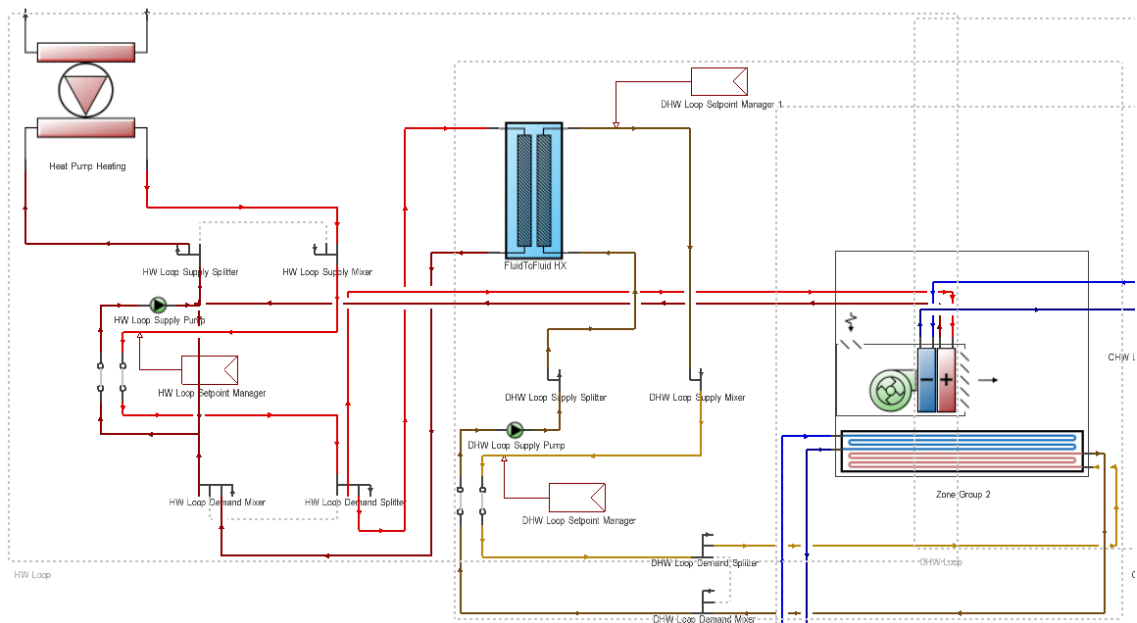 DHW Loop Setpoint Manager 1
Heat Pump Heating
HW Loop Supply Splitter
HW Loop Supply Mixer
FluidToFluid HX
HW Loop Supply Pump
CHW L
HW Loop Setpoint Manager
DHW Loop Supply Splitter
DHW Loop Supply Mixer
DHW Loop Supply Pump
HW Loop Demand Mixer
HW Loop Demand Splitter
Zone Group 2
DHW Loop Setpoint Manager
DHW Loop Demand Splitter
CHW Loop
HW Loop
C
DHW Loop Demand Mixer